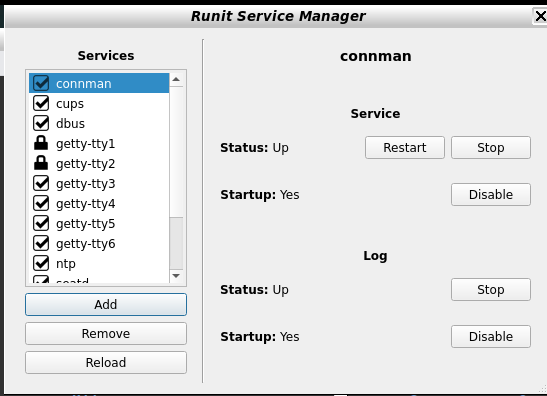 Runit Service Manager
Services
connman
cups
dbus
getty-tty1
getty-tty2
getty-tty3
getty-tty4
getty-tty5
getty-tty6
ntp
seatd
Add
Remove
Reload
connman
Service
Status: Up Restart Stop
Startup: Yes Disable
Log
Status: Up Stop
Startup: Yes Disable